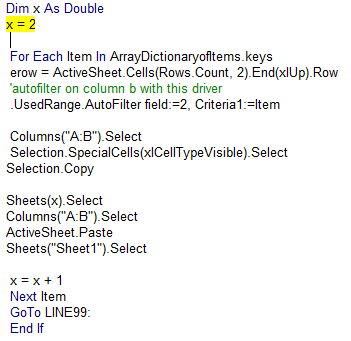 Dim x As Double
x = 2
For Each Item In ArrayDictionaryofItems.keys
erow = ActiveSheet.Cells(Rows.Count, 2).End(xlUp).Row
'autofilter on column b with this driver
.UsedRange.AutoFilter field:=2, Criteria1:=Item
Columns("A:B").Select
Selection.SpecialCells(xlCellTypeVisible).Select
Selection.Copy
Sheets(x).Select
Columns("A:B").Select
ActiveSheet.Paste
Sheets("Sheet1").Select
x = x + 1
Next Item
GoTo LINE99:
End If